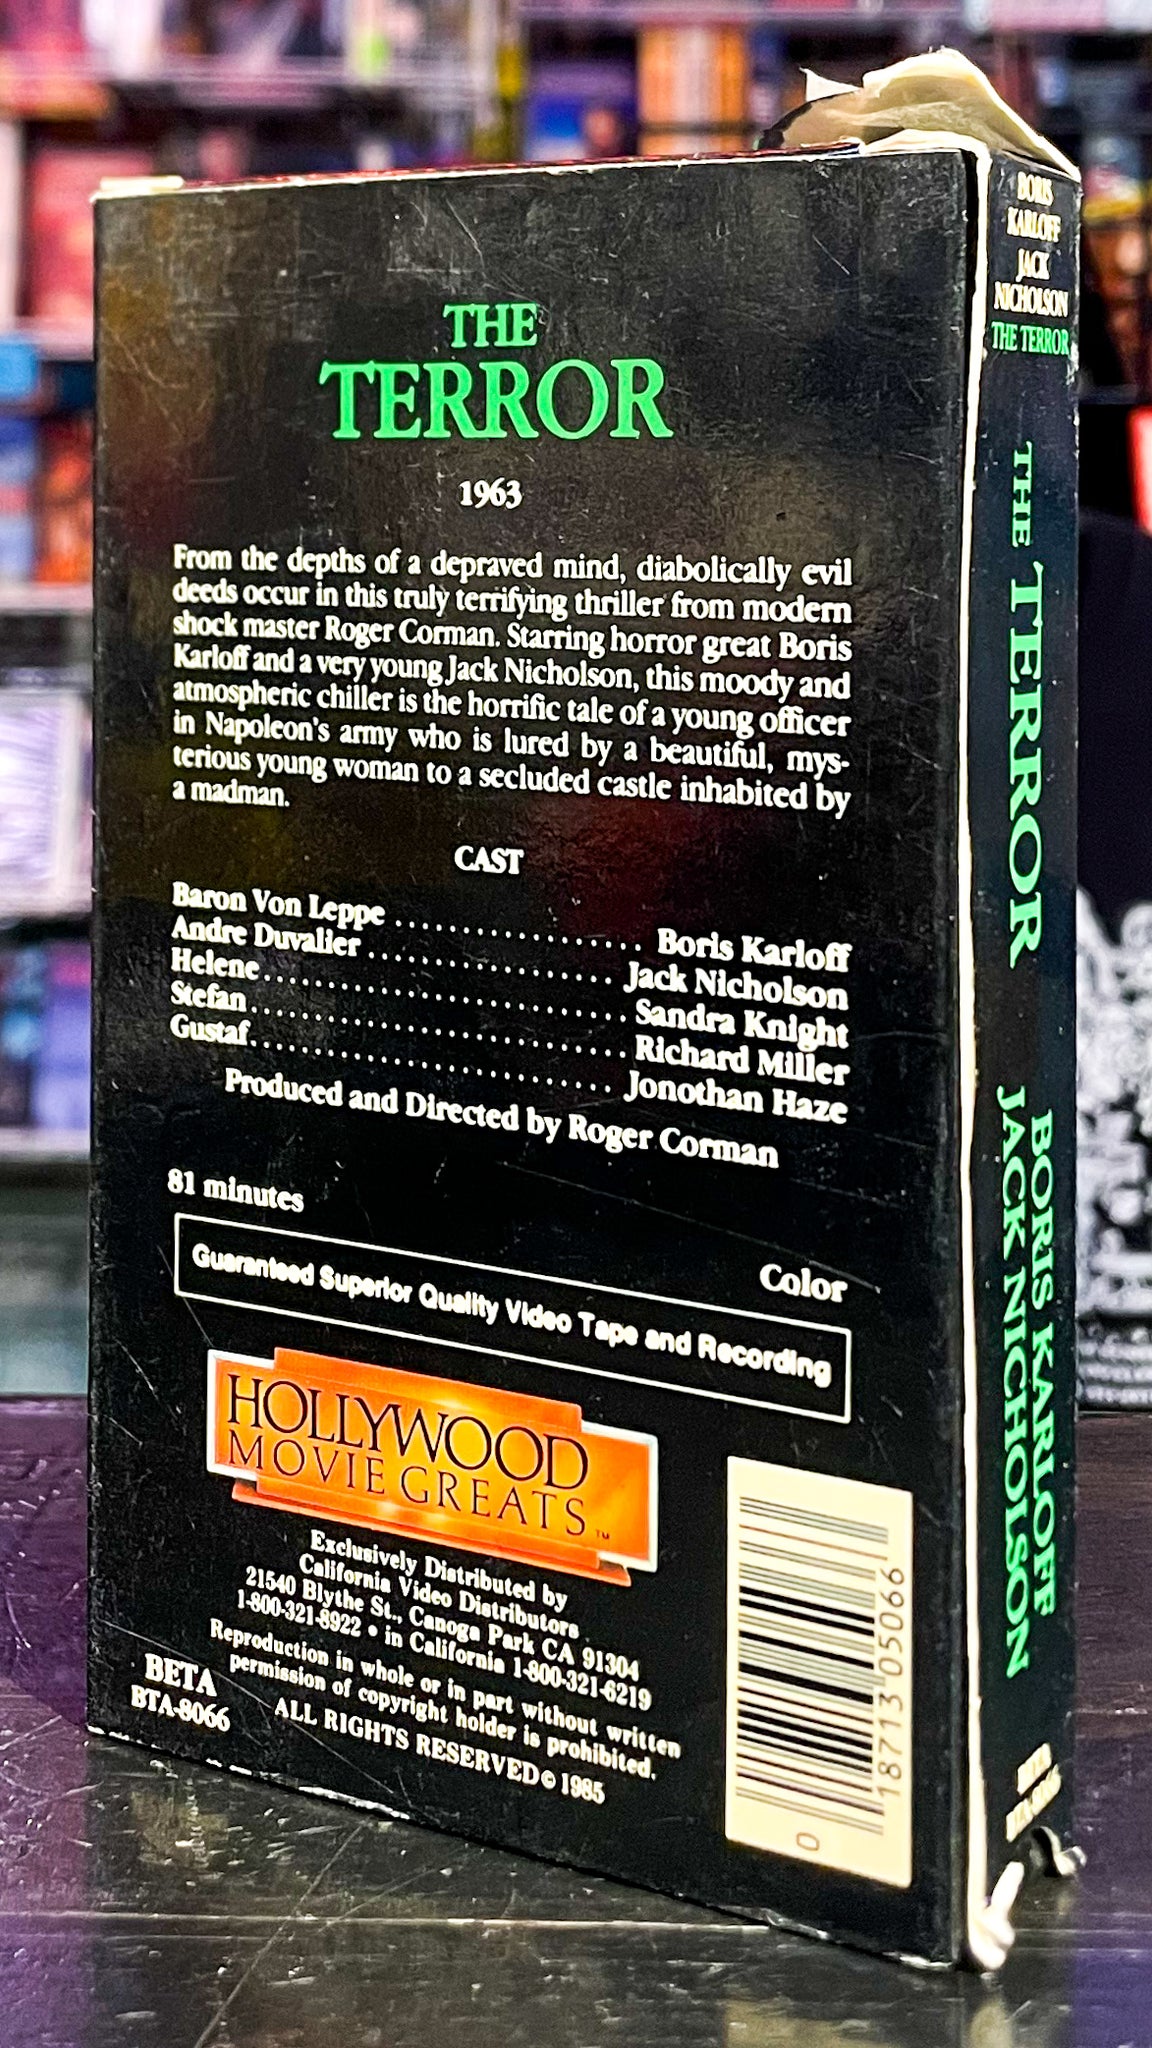 THE
TERROR
1963
From the depths of a depraved mind, diabolically evil
deeds occur in this truly terrifying thriller from modern
shock master Roger Corman. Starring horror great Boris
Karloff and a very young Jack Nicholson, this moody and
atmospheric chiller is the horrific tale of a young officer
in Napoleon's army who is lured by a beautiful, mys-
terious young woman to a secluded castle inhabited by
a madman.
CAST
Baron Von Leppe .................... Boris Karloff
Andre Duvalier .................... Jack Nicholson
Helene............................. Sandra Knight
Stefan............................. Richard Miller
Gustaf............................. Jonothan Haze
Produced and Directed by Roger Corman
81 minutes
Color
Guaranteed Superior Quality Video Tape and Recording
HOLLYWOOD
MOVIE GREATS™
Exclusively Distributed by
California Video Distributors
21540 Blythe St., Canoga Park CA 91304
1-800-321-8922 • in California 1-800-321-6219
Reproduction in whole or in part without written
permission of copyright holder is prohibited.
ALL RIGHTS RESERVED © 1985
BETA
BTA-8066
18713 05066
0
BORIS
KARLOFF
JACK
NICHOLSON
THE TERROR
THE TERROR
BORIS KARLOFF
JACK NICHOLSON